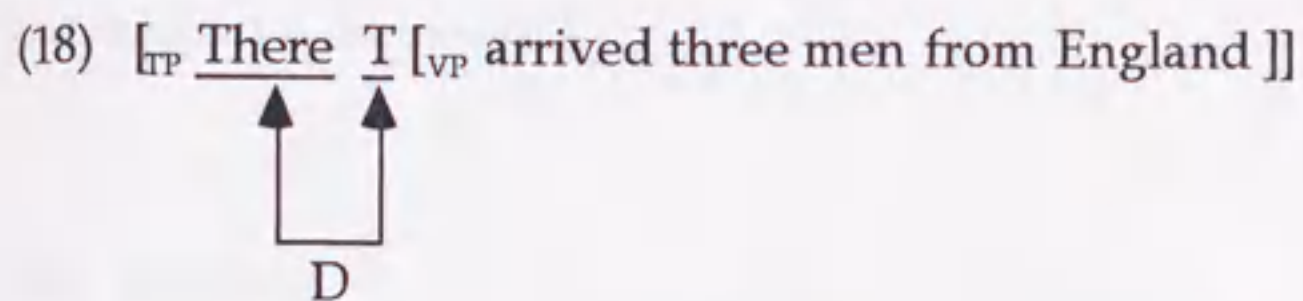 (18) [TP There T [VP arrived three men from England ]]
D